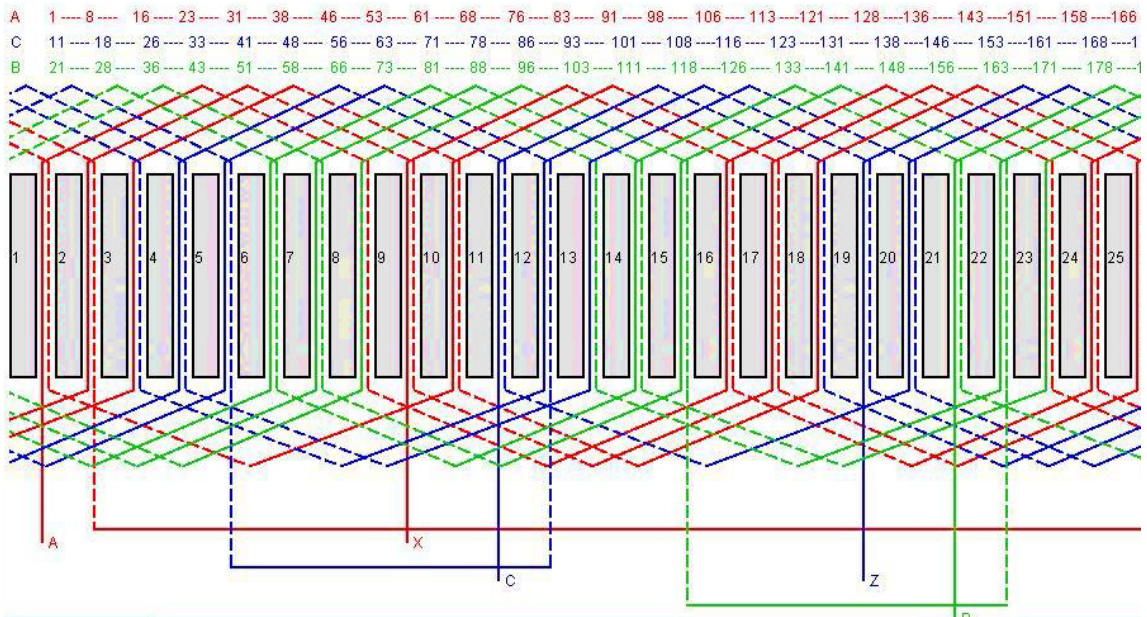 A 1 ---- 8 ---- 16 ---- 23 ---- 31 ---- 38 ---- 46 ---- 53 ---- 61 ---- 68 ---- 76 ---- 83 ---- 91 ---- 98 ---- 106 ---- 113 ---- 121 ---- 128 ---- 136 ---- 143 ----151 ---- 158 ---- 166
C 11 ---- 18 ---- 26 ---- 33 ---- 41 ---- 48 ---- 56 ---- 63 ---- 71 ---- 78 ---- 86 ---- 93 ---- 101 ---- 108 ---- 116 ---- 123 ---- 131 ---- 138 ----146 ---- 153 ----161 ---- 168 ----1
B 21 ---- 28 ---- 36 ---- 43 ---- 51 ---- 58 ---- 66 ---- 73 ---- 81 ---- 88 ---- 96 ---- 103 ---- 111 ---- 118 ---- 126 ---- 133 ---- 141 ---- 148 ---- 156 ---- 163 ----171 ---- 178 ----1
1 2 3 4 5 6 7 8 9 10 11 12 13 14 15 16 17 18 19 20 21 22 23 24 25
A X
C Z